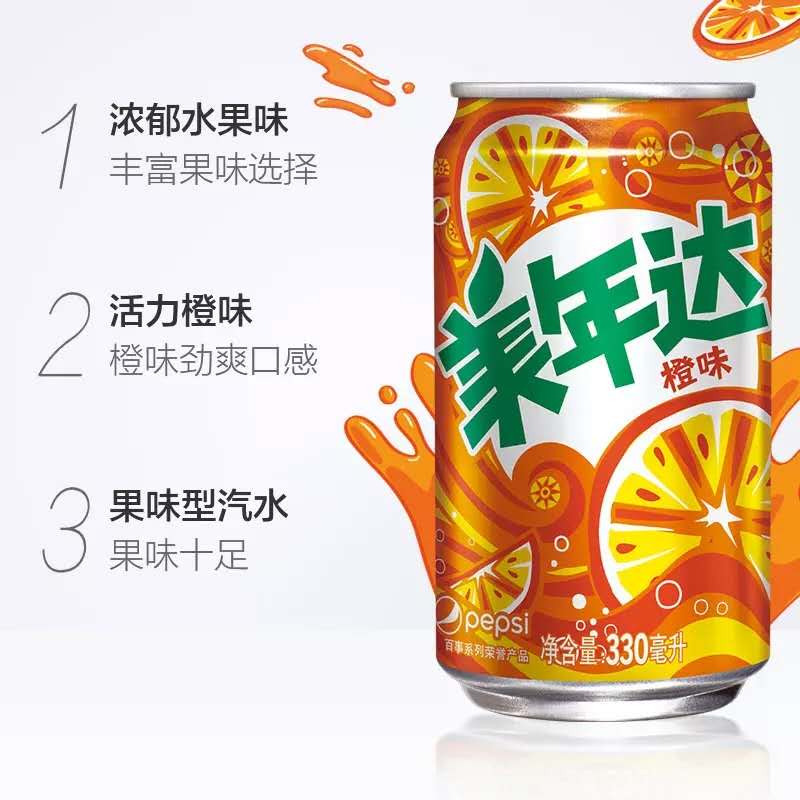 1
浓郁水果味
丰富果味选择
2
活力橙味
橙味劲爽口感
3
果味型汽水
果味十足
美年达
橙味
pepsi
百事系列荣誉产品
净含量:330毫升